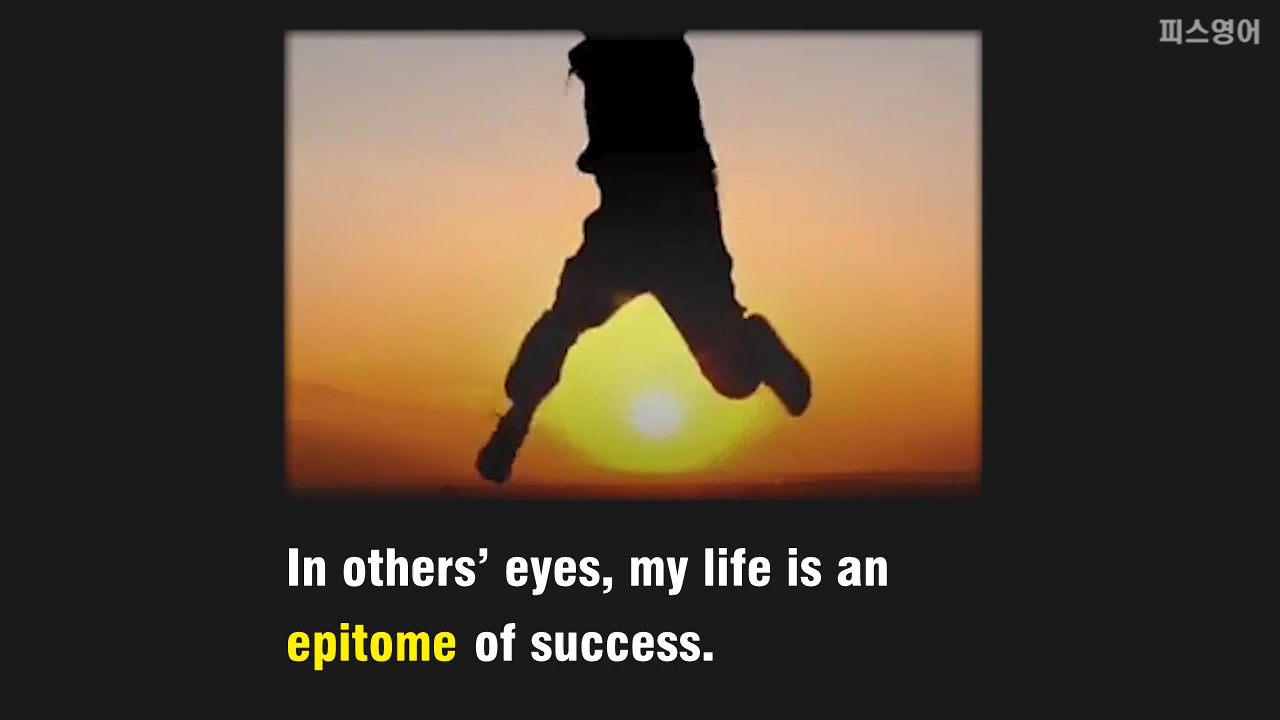 피스영어
In others’ eyes, my life is an
epitome of success.